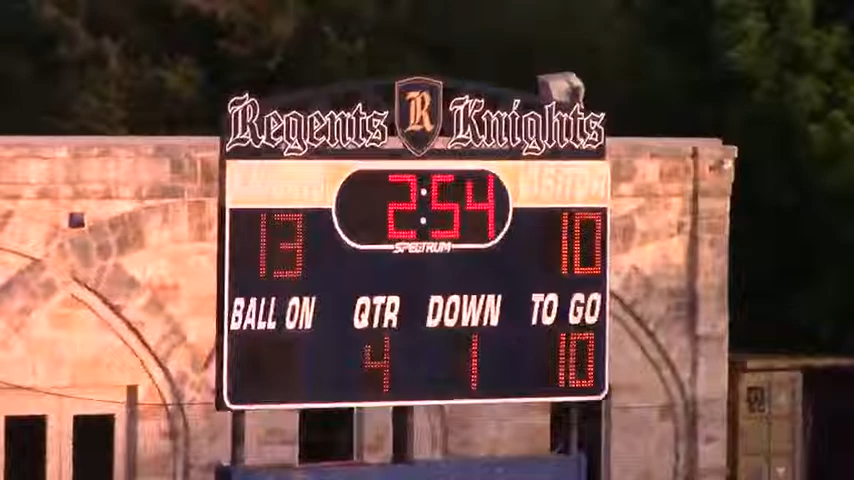 Regents R Knights
2:54
SPECTRUM
13 10
BALL ON QTR DOWN TO GO
4 1 10